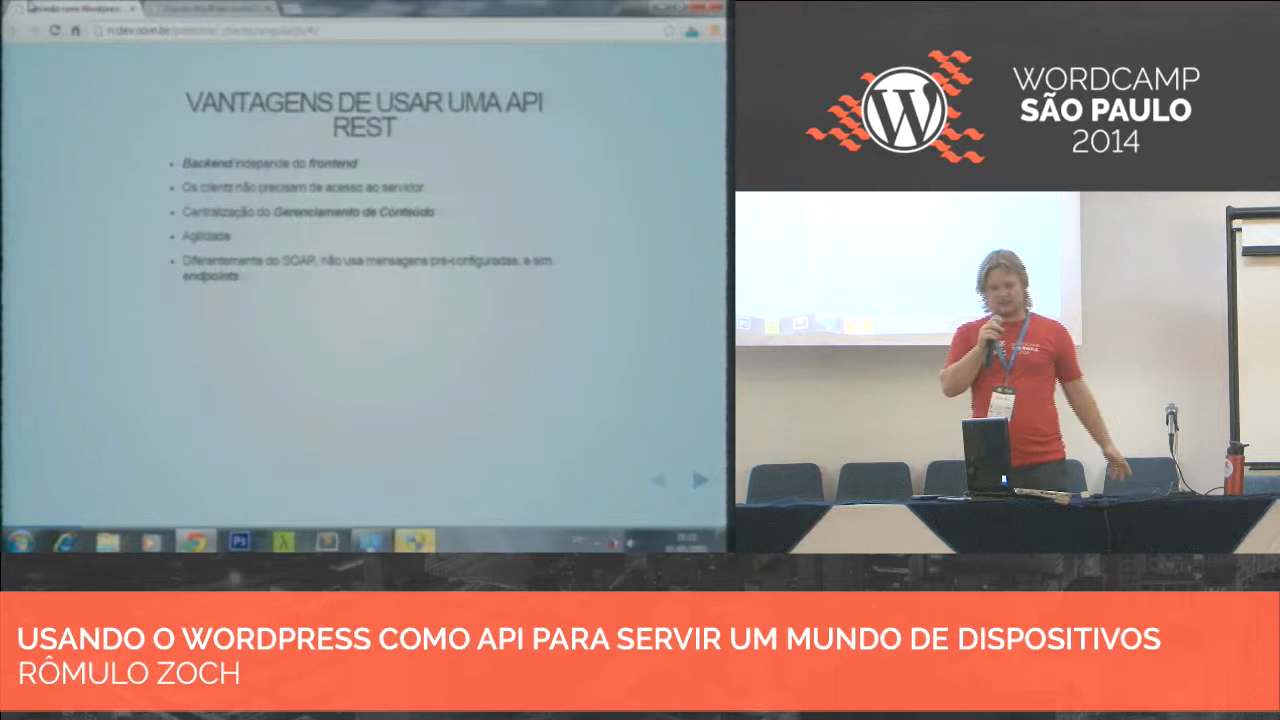 VANTAGENS DE USAR UMA API
REST
Backend independe do frontend
Os clients não precisam de acesso ao servidor
Centralização do Gerenciamento de Conteúdo
Agilidade
Diferentemente do SOAP, não usa mensagens pre-configuradas, e sim
endpoints
WORDCAMP
SÃO PAULO
2014
USANDO O WORDPRESS COMO API PARA SERVIR UM MUNDO DE DISPOSITIVOS
RÔMULO ZOCH